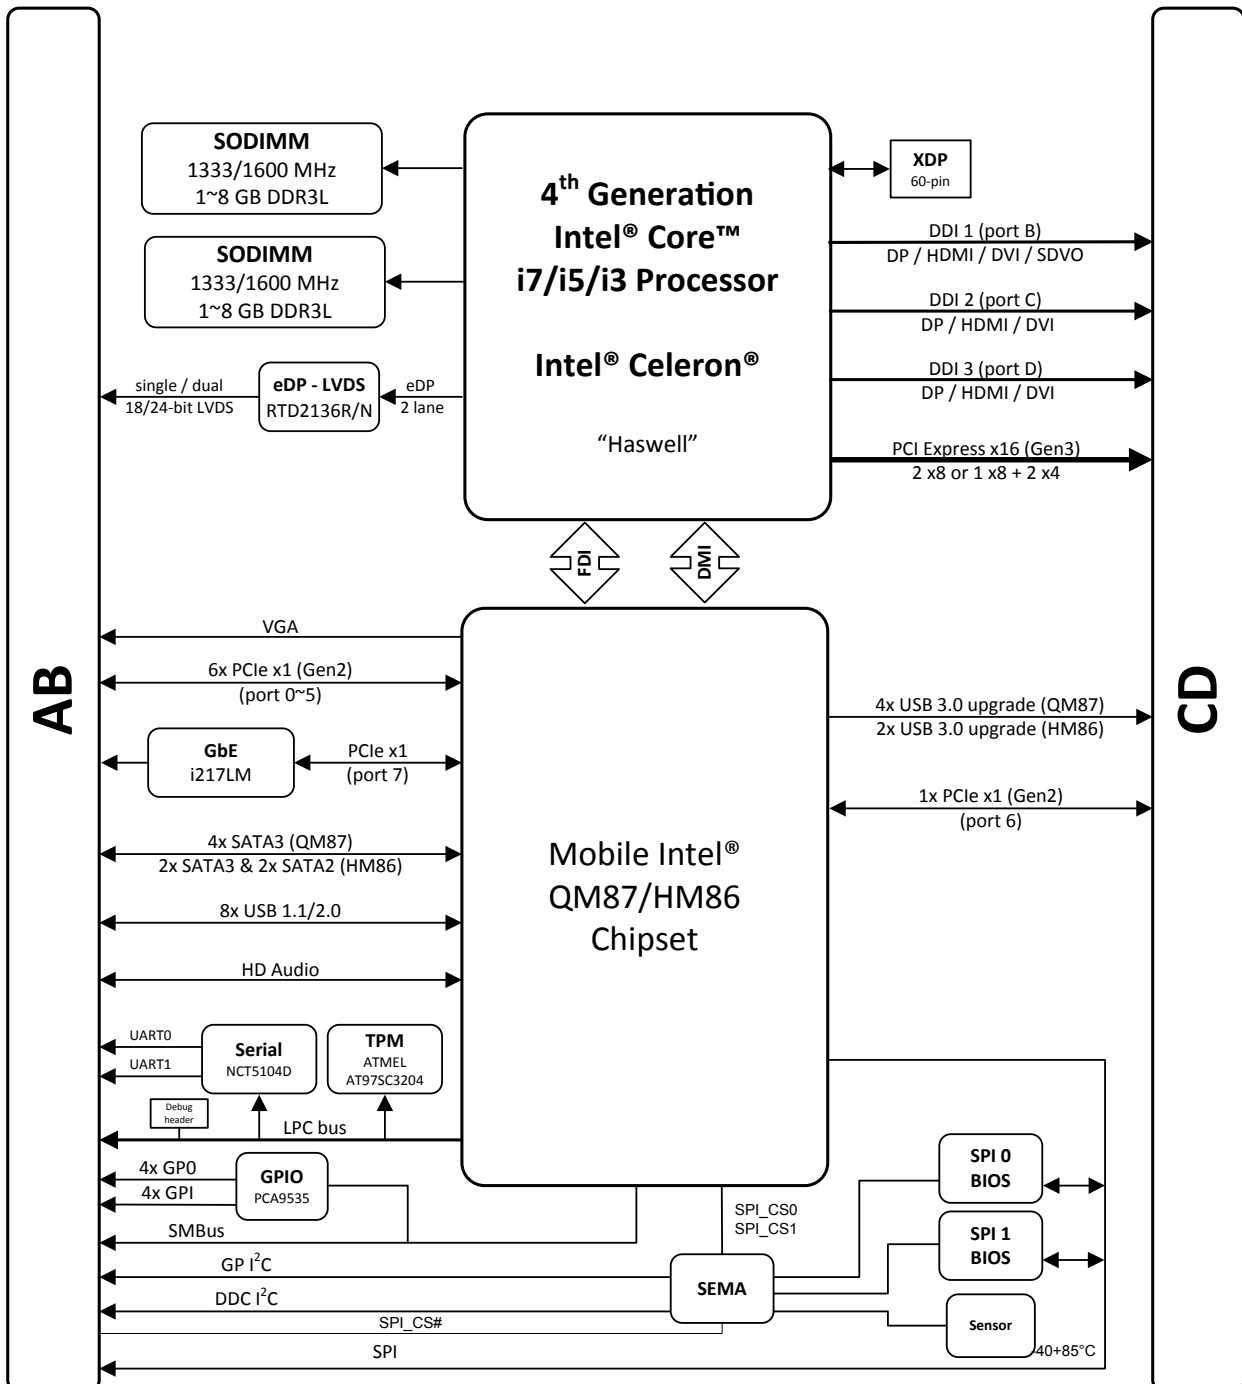 SODIMM
1333/1600 MHz
1~8 GB DDR3L
SODIMM
1333/1600 MHz
1~8 GB DDR3L
single / dual
18/24-bit LVDS
eDP - LVDS
RTD2136R/N
eDP
2 lane
4th Generation
Intel® Core™
i7/i5/i3 Processor
Intel® Celeron®
“Haswell”
XDP
60-pin
DDI 1 (port B)
DP / HDMI / DVI / SDVO
DDI 2 (port C)
DP / HDMI / DVI
DDI 3 (port D)
DP / HDMI / DVI
PCI Express x16 (Gen3)
2 x8 or 1 x8 + 2 x4
FDI
DMI
AB
CD
VGA
6x PCIe x1 (Gen2)
(port 0~5)
GbE
i217LM
PCIe x1
(port 7)
4x SATA3 (QM87)
2x SATA3 & 2x SATA2 (HM86)
8x USB 1.1/2.0
HD Audio
Mobile Intel®
QM87/HM86
Chipset
4x USB 3.0 upgrade (QM87)
2x USB 3.0 upgrade (HM86)
1x PCIe x1 (Gen2)
(port 6)
UART0
UART1
Serial
NCT5104D
TPM
ATMEL
AT97SC3204
Debug
header
LPC bus
4x GP0
4x GPI
GPIO
PCA9535
SMBus
GP I2C
DDC I2C
SPI_CS#
SPI
SPI_CS0
SPI_CS1
SEMA
SPI 0
BIOS
SPI 1
BIOS
Sensor
-40+85°C